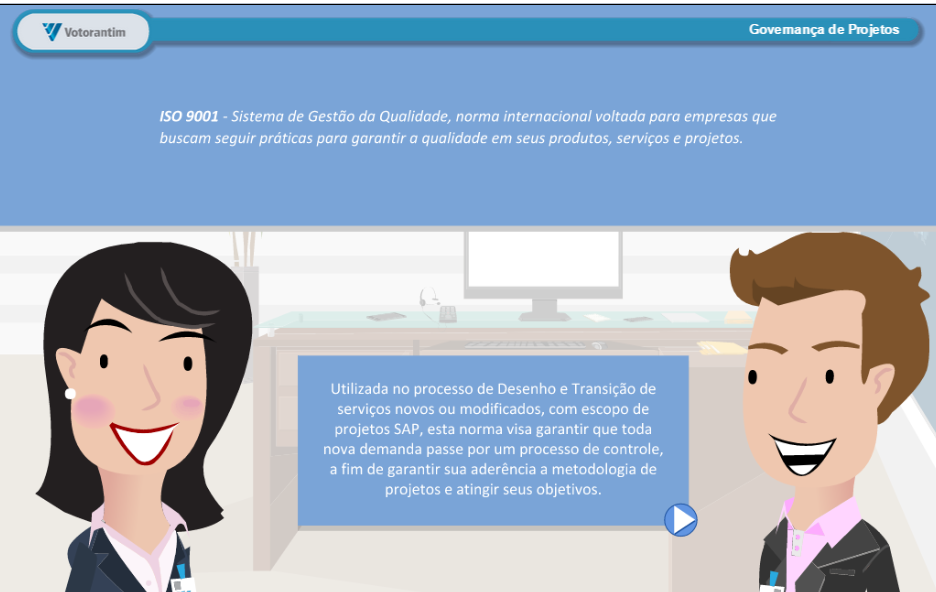 Votorantim
Governança de Projetos
ISO 9001 - Sistema de Gestão da Qualidade, norma internacional voltada para empresas que
buscam seguir práticas para garantir a qualidade em seus produtos, serviços e projetos.
Utilizada no processo de Desenho e Transição de
serviços novos ou modificados, com escopo de
projetos SAP, esta norma visa garantir que toda
nova demanda passe por um processo de controle,
a fim de garantir sua aderência a metodologia de
projetos e atingir seus objetivos.